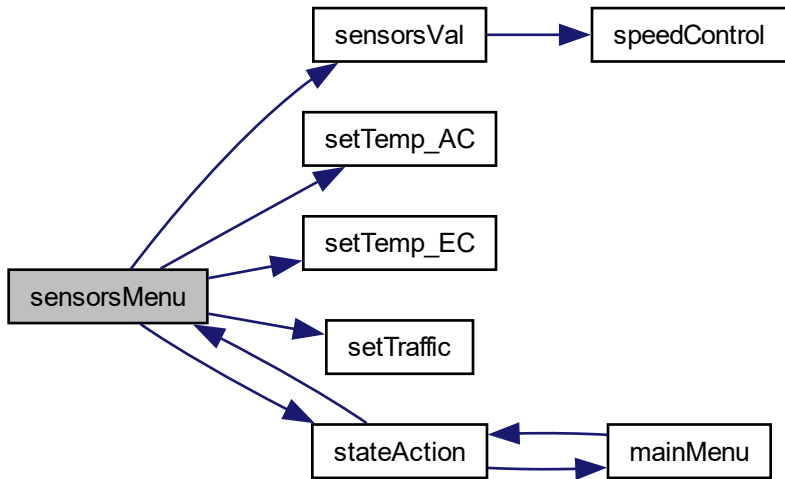 sensorsVal
speedControl
setTemp_AC
setTemp_EC
sensorsMenu
setTraffic
stateAction
mainMenu